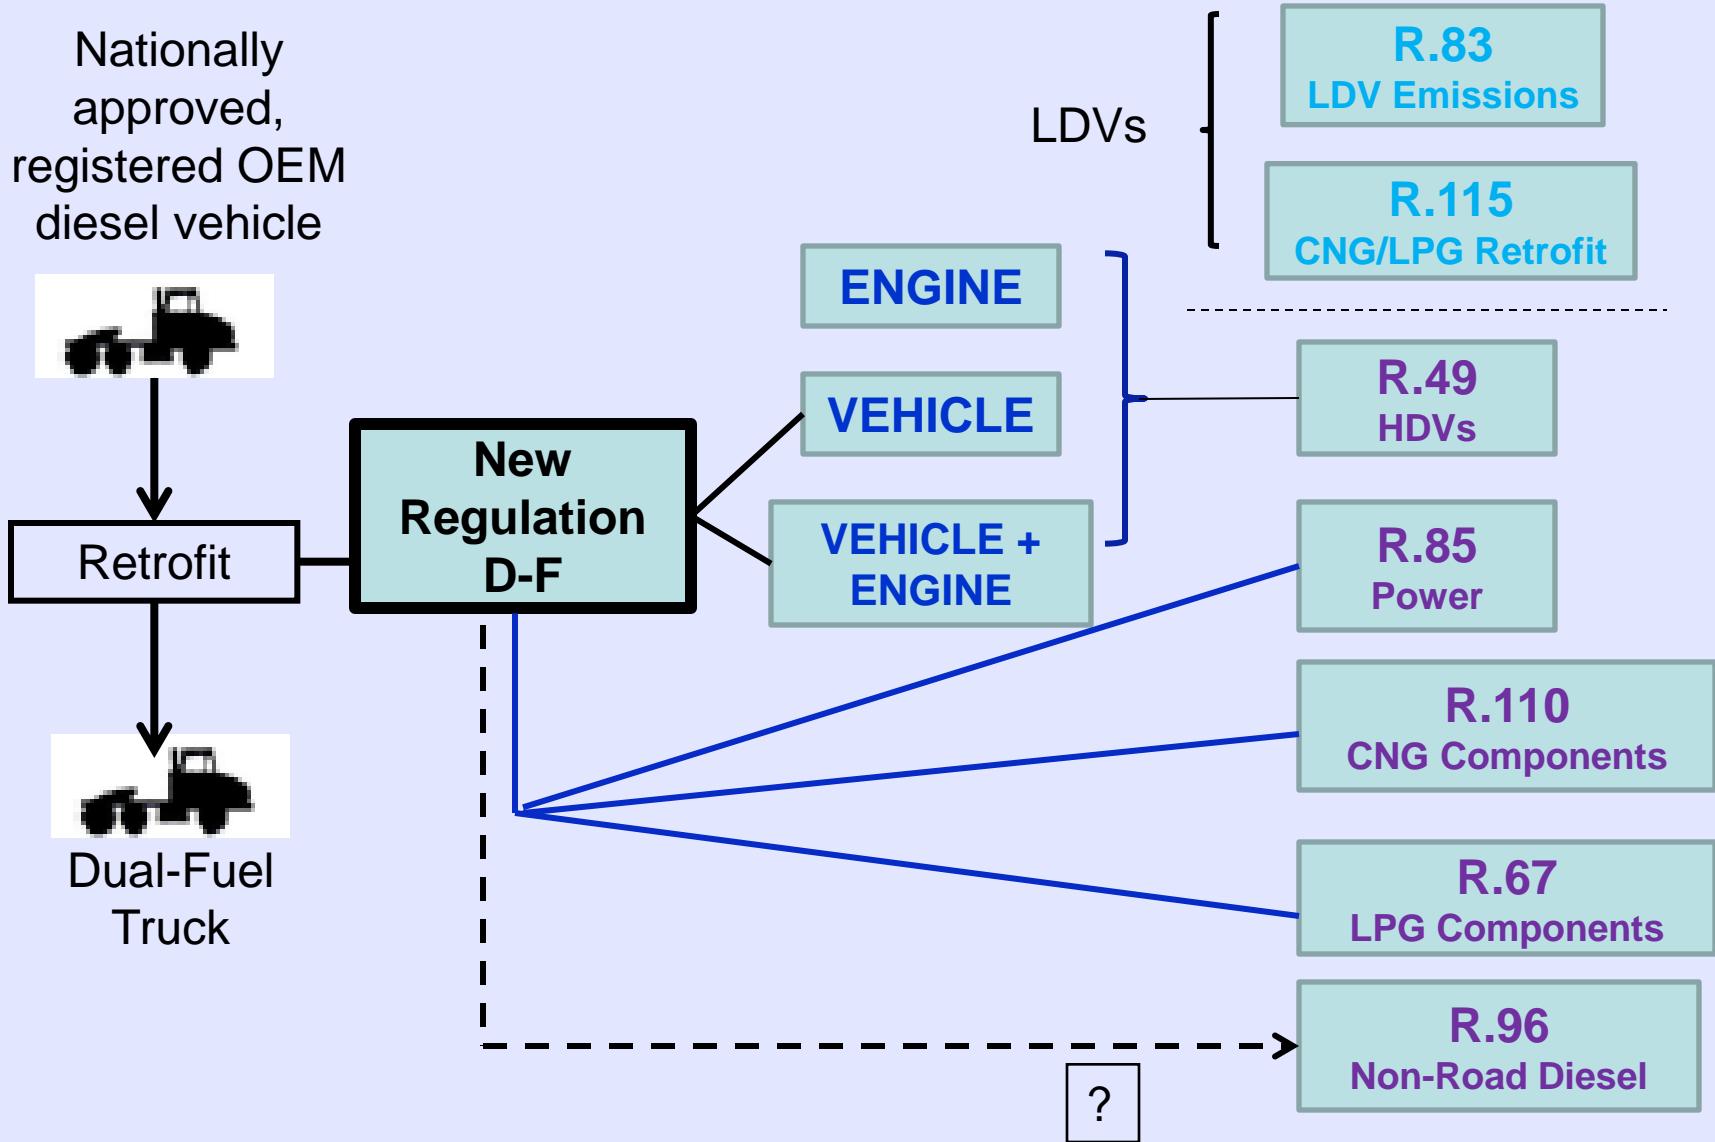 Nationally
approved,
registered OEM
diesel vehicle
Retrofit
Dual-Fuel
Truck
New
Regulation
D-F
ENGINE
VEHICLE
VEHICLE +
ENGINE
LDVs
R.83
LDV Emissions
R.115
CNG/LPG Retrofit
R.49
HDVs
R.85
Power
R.110
CNG Components
R.67
LPG Components
R.96
Non-Road Diesel
?